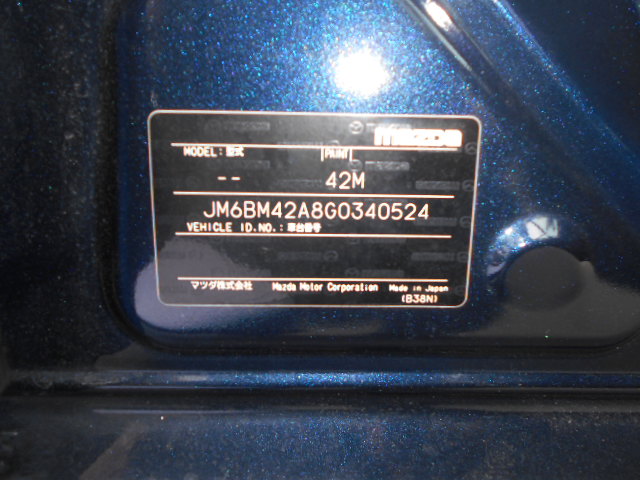 mazda
MODEL: 型式 PAINT
-- 42M
JM6BM42A8G0340524
VEHICLE ID.NO.: 車台番号
マツダ株式会社 Mazda Motor Corporation Made in Japan
(B38N)